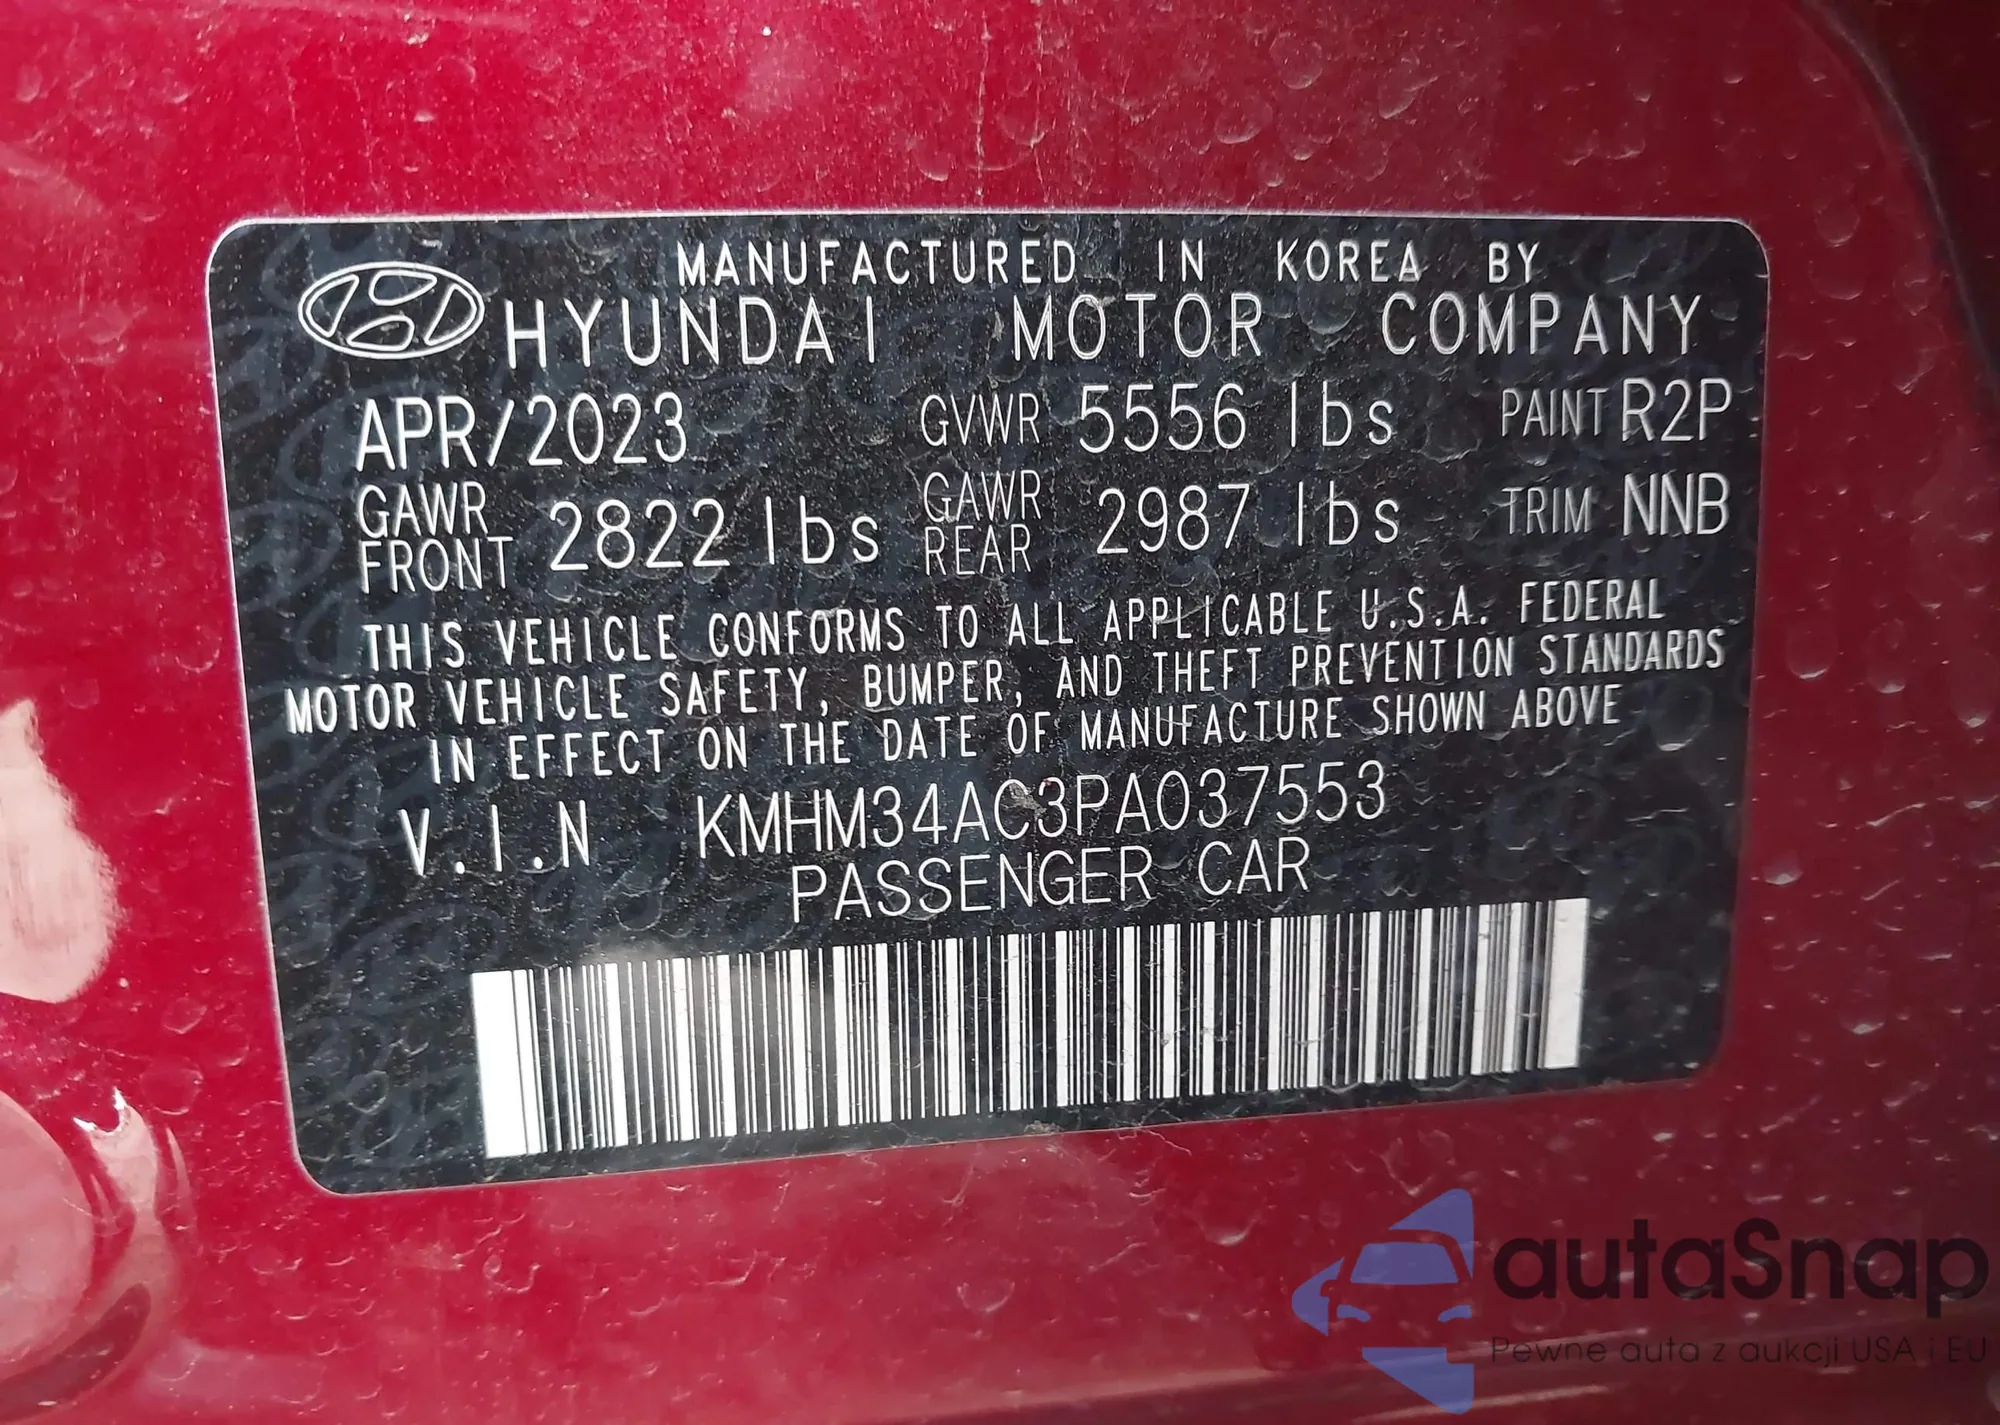 MANUFACTURED IN KOREA BY
HYUNDAI MOTOR COMPANY
APR/2023 GVWR 5556 lbs PAINT R2P
GAWR FRONT 2822 lbs GAWR REAR 2987 lbs TRIM NNB
THIS VEHICLE CONFORMS TO ALL APPLICABLE U.S.A. FEDERAL
MOTOR VEHICLE SAFETY, BUMPER, AND THEFT PREVENTION STANDARDS
IN EFFECT ON THE DATE OF MANUFACTURE SHOWN ABOVE
V.I.N KMHM34AC3PA037553
PASSENGER CAR
autaSnap
Pewne auta z aukcji USA i EU